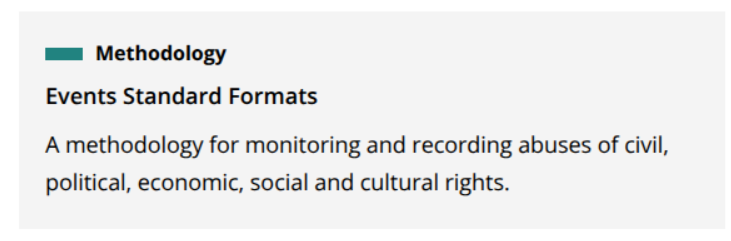 Methodology
Events Standard Formats
A methodology for monitoring and recording abuses of civil,
political, economic, social and cultural rights.